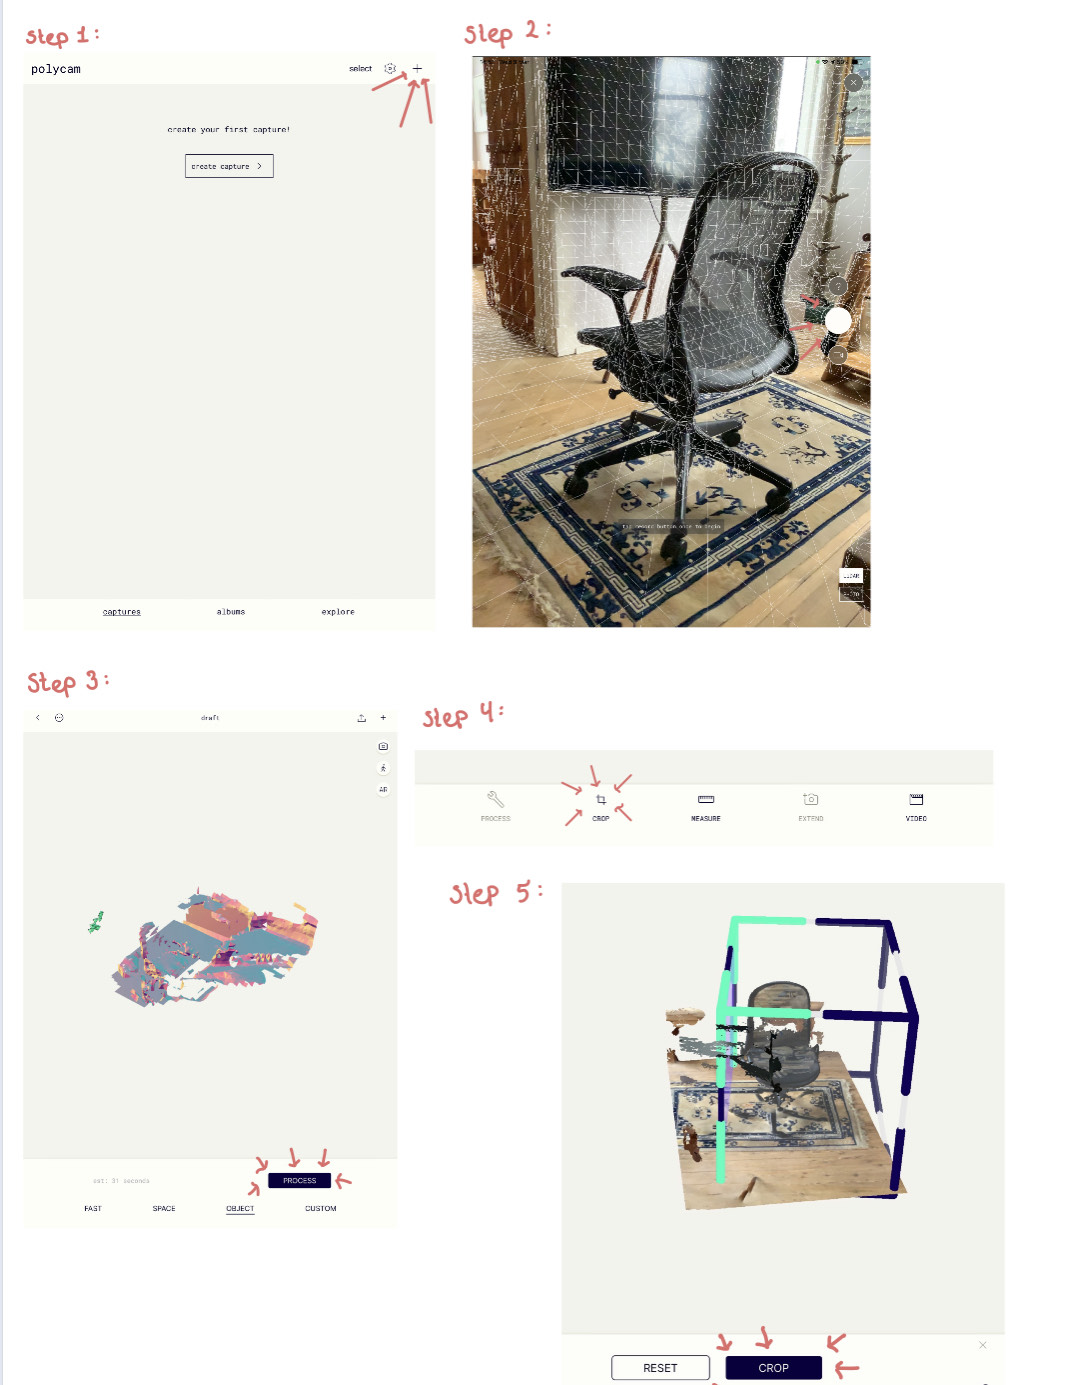 Step 1:
polycam
select
create your first capture!
create capture >
captures
albums
explore
Step 2:
tap record button once to begin
LIDAR
PHOTO
Step 3:
draft
AR
est: 31 seconds
PROCESS
FAST
SPACE
OBJECT
CUSTOM
Step 4:
PROCESS
CROP
MEASURE
EXTEND
VIDEO
Step 5:
RESET
CROP